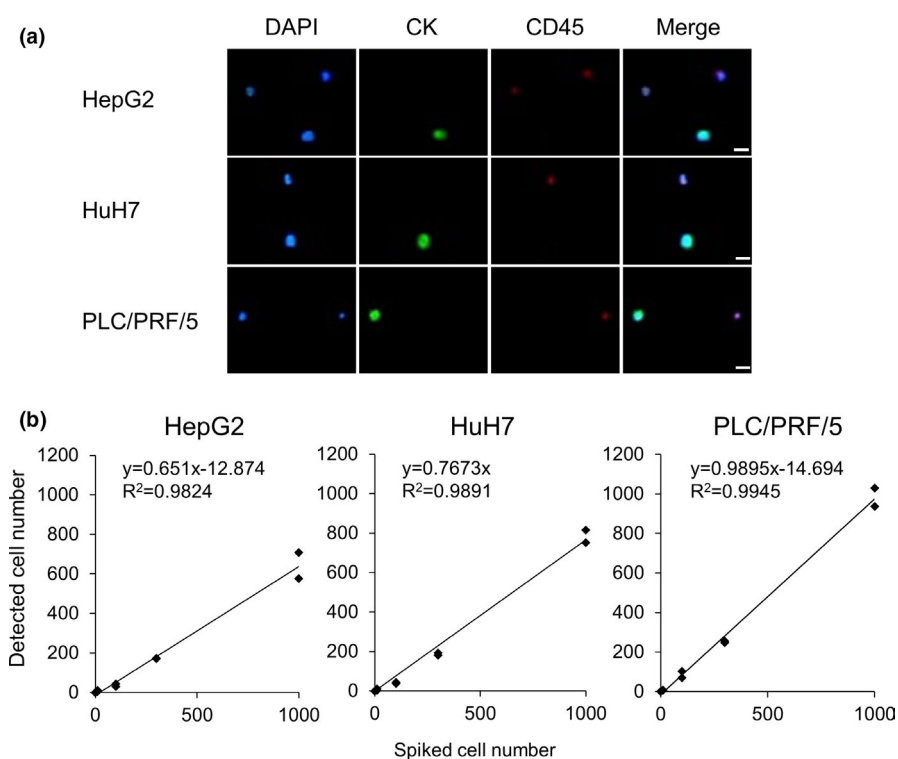 (a)
DAPI CK CD45 Merge
HepG2
HuH7
PLC/PRF/5
(b)
HepG2 HuH7 PLC/PRF/5
Detected cell number
1200
1000
800
600
400
200
0
y=0.651x-12.874
R²=0.9824
0 500 1000
1200
1000
800
600
400
200
0
y=0.7673x
R²=0.9891
0 500 1000
1200
1000
800
600
400
200
0
y=0.9895x-14.694
R²=0.9945
0 500 1000
Spiked cell number